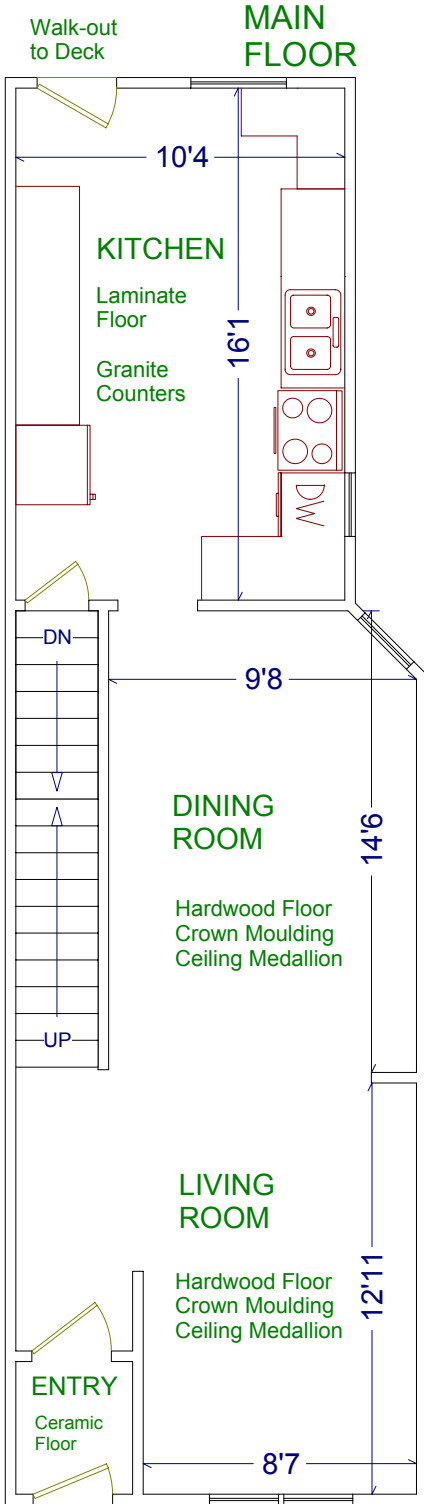 Walk-out
to Deck
MAIN
FLOOR
10'4
KITCHEN
Laminate
Floor
Granite
Counters
16'1
DW
DN
9'8
DINING
ROOM
14'6
Hardwood Floor
Crown Moulding
Ceiling Medallion
UP
LIVING
ROOM
12'11
Hardwood Floor
Crown Moulding
Ceiling Medallion
ENTRY
Ceramic
Floor
8'7